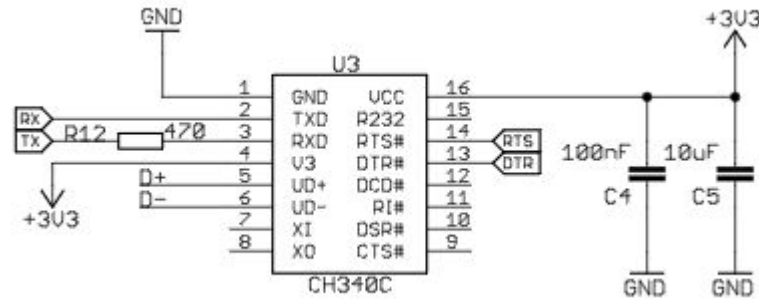 GND
+3V3
U3
1 GND VCC 16
RX 2 TXD R232 15
TX R12 470 3 RXD RTS# 14 RTS
4 V3 DTR# 13 DTR
100nF 10uF
D+ 5 UD+ DCD# 12
D- 6 UD- RI# 11
C4 C5
+3V3
7 XI DSR# 10
8 XO CTS# 9
CH340C
GND GND